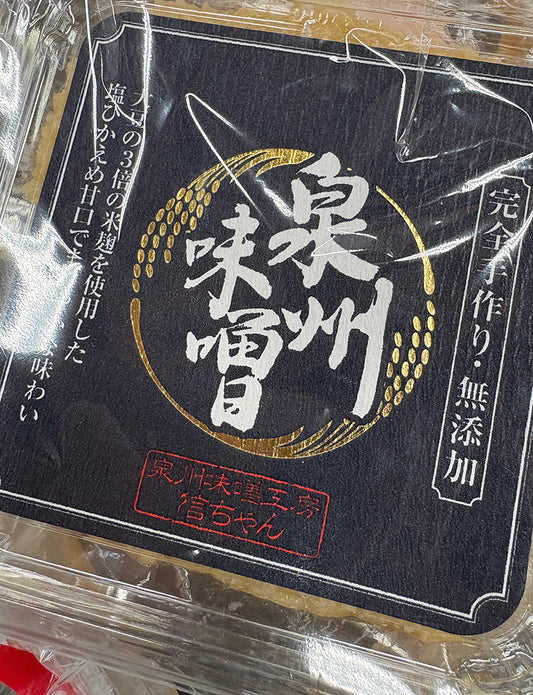 完全手作り・無添加
泉州
味噌
大豆の3倍の米麹を使用した
塩ひかえめ甘口で
味わい
泉州味噌工房
信ちゃん